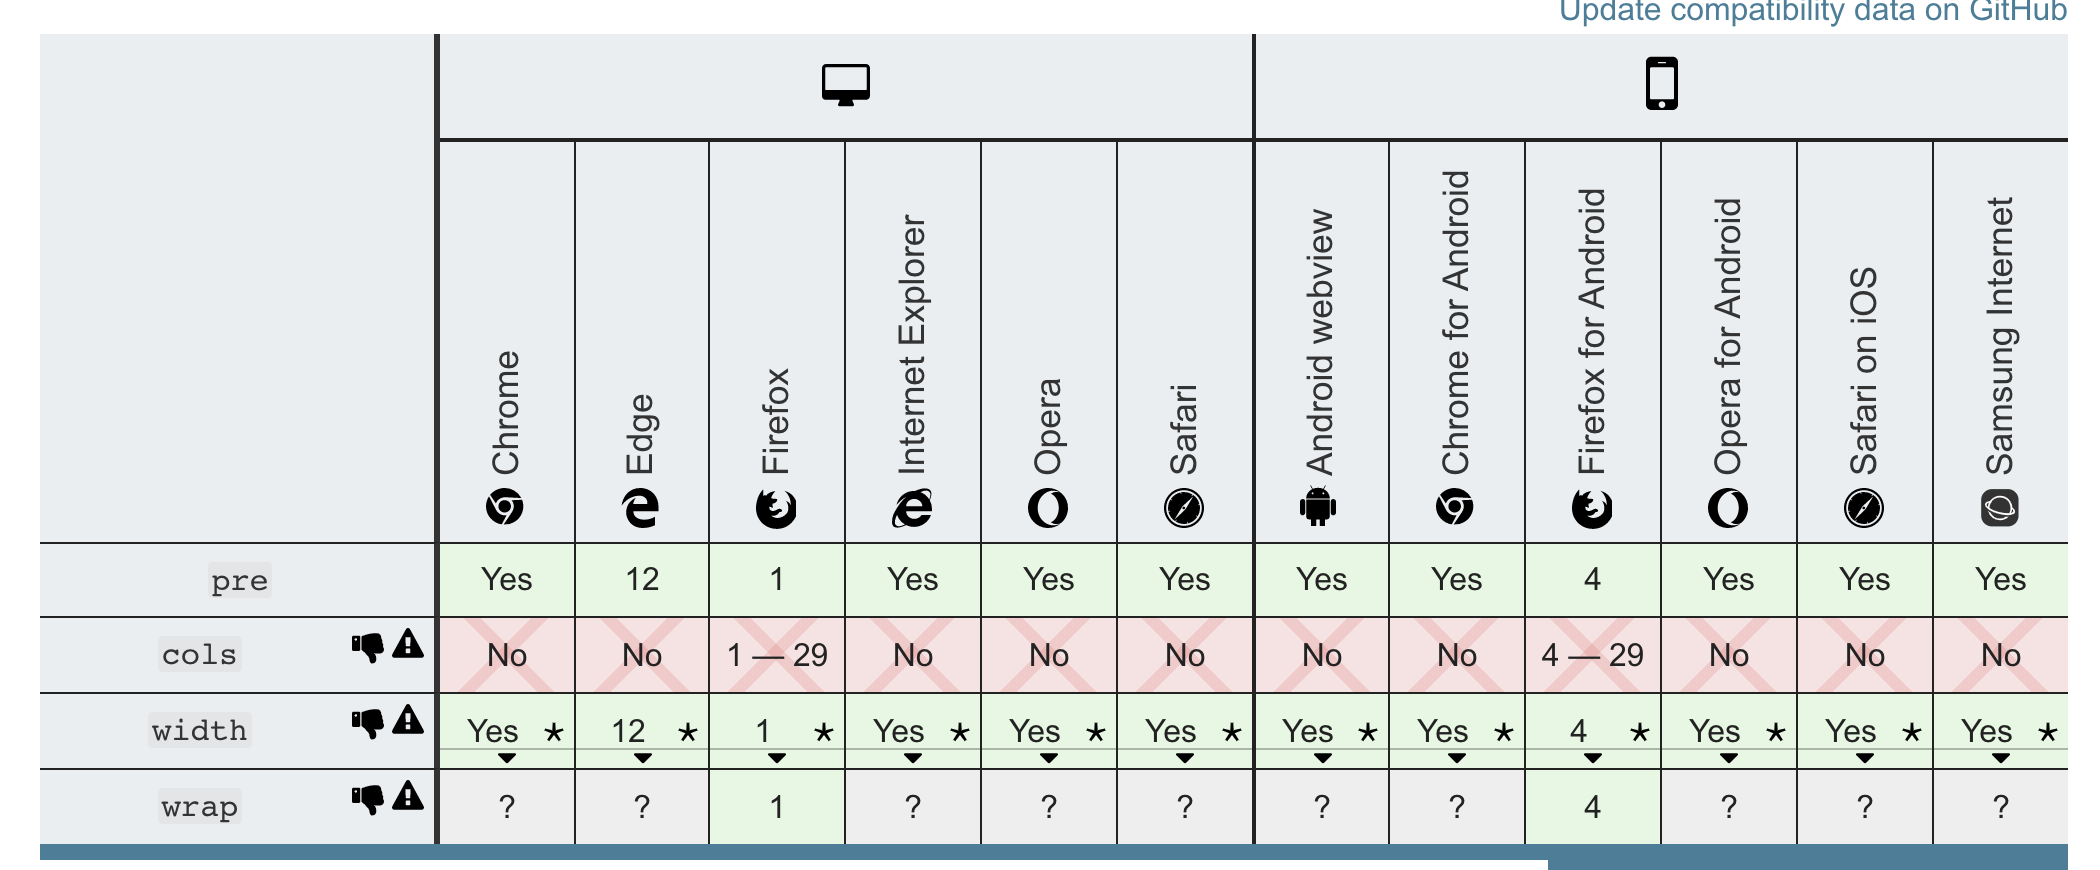 Update compatibility data on GitHub
Chrome Edge Firefox Internet Explorer Opera Safari Android webview Chrome for Android Firefox for Android Opera for Android Safari on iOS Samsung Internet
pre Yes 12 1 Yes Yes Yes Yes Yes 4 Yes Yes Yes
cols No No 1 — 29 No No No No No 4 — 29 No No No
width Yes * 12 * 1 * Yes * Yes * Yes * Yes * Yes * 4 * Yes * Yes * Yes *
wrap ? ? 1 ? ? ? ? ? 4 ? ? ?